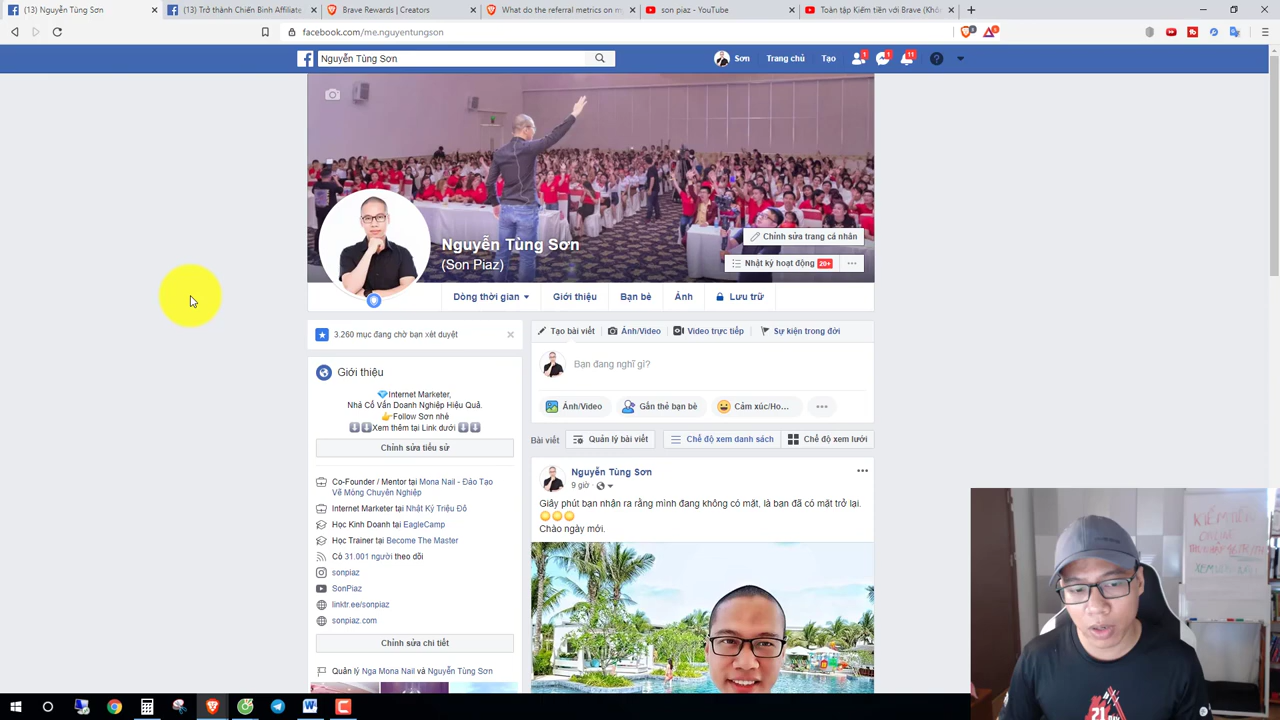 (13) Nguyễn Tùng Sơn
(13) Trở thành Chiến Binh Affiliate
Brave Rewards | Creators
What do the referral metrics on m
son piaz - YouTube
Toàn tập Kiếm tiền với Brave (Khôn
facebook.com/me.nguyentungson
Nguyễn Tùng Sơn
Sơn
Trang chủ
Tạo
1
1
11
Chỉnh sửa trang cá nhân
Nguyễn Tùng Sơn
(Son Piaz)
Nhật ký hoạt động 20+
Dòng thời gian
Giới thiệu
Bạn bè
Ảnh
Lưu trữ
3.260 mục đang chờ bạn xét duyệt
Giới thiệu
💎Internet Marketer,
Nhà Cố Vấn Doanh Nghiệp Hiệu Quả.
👉Follow Sơn nhé
⬇⬇Xem thêm tại Link dưới ⬇⬇
Chỉnh sửa tiểu sử
Co-Founder / Mentor tại Mona Nail - Đào Tạo
Vẽ Móng Chuyên Nghiệp
Internet Marketer tại Nhật Ký Triệu Đô
Học Kinh Doanh tại EagleCamp
Học Trainer tại Become The Master
Có 31.001 người theo dõi
sonpiaz
SonPiaz
linktr.ee/sonpiaz
sonpiaz.com
Chỉnh sửa chi tiết
Quản lý Nga Mona Nail và Nguyễn Tùng Sơn
Tạo bài viết
Ảnh/Video
Video trực tiếp
Sự kiện trong đời
Bạn đang nghĩ gì?
Ảnh/Video
Gắn thẻ bạn bè
Cảm xúc/Ho...
Bài viết
Quản lý bài viết
Chế độ xem danh sách
Chế độ xem lưới
Nguyễn Tùng Sơn
9 giờ
Giây phút bạn nhận ra rằng mình đang không có mặt, là bạn đã có mặt trở lại.
Chào ngày mới.
KIẾM TIỀN
ONLINE
21